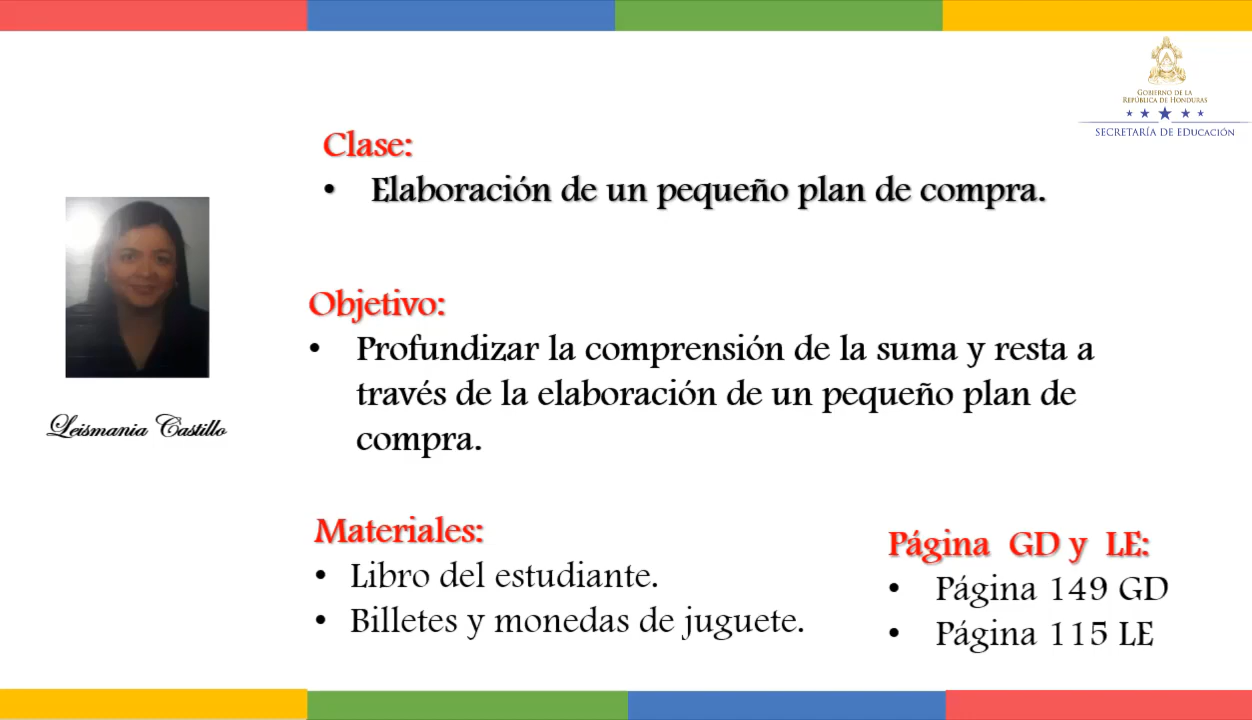 GOBIERNO DE LA
REPÚBLICA DE HONDURAS
SECRETARÍA DE EDUCACIÓN
Clase:
• Elaboración de un pequeño plan de compra.
Leismania Castillo
Objetivo:
• Profundizar la comprensión de la suma y resta a
través de la elaboración de un pequeño plan de
compra.
Materiales:
• Libro del estudiante.
• Billetes y monedas de juguete.
Página GD y LE:
• Página 149 GD
• Página 115 LE